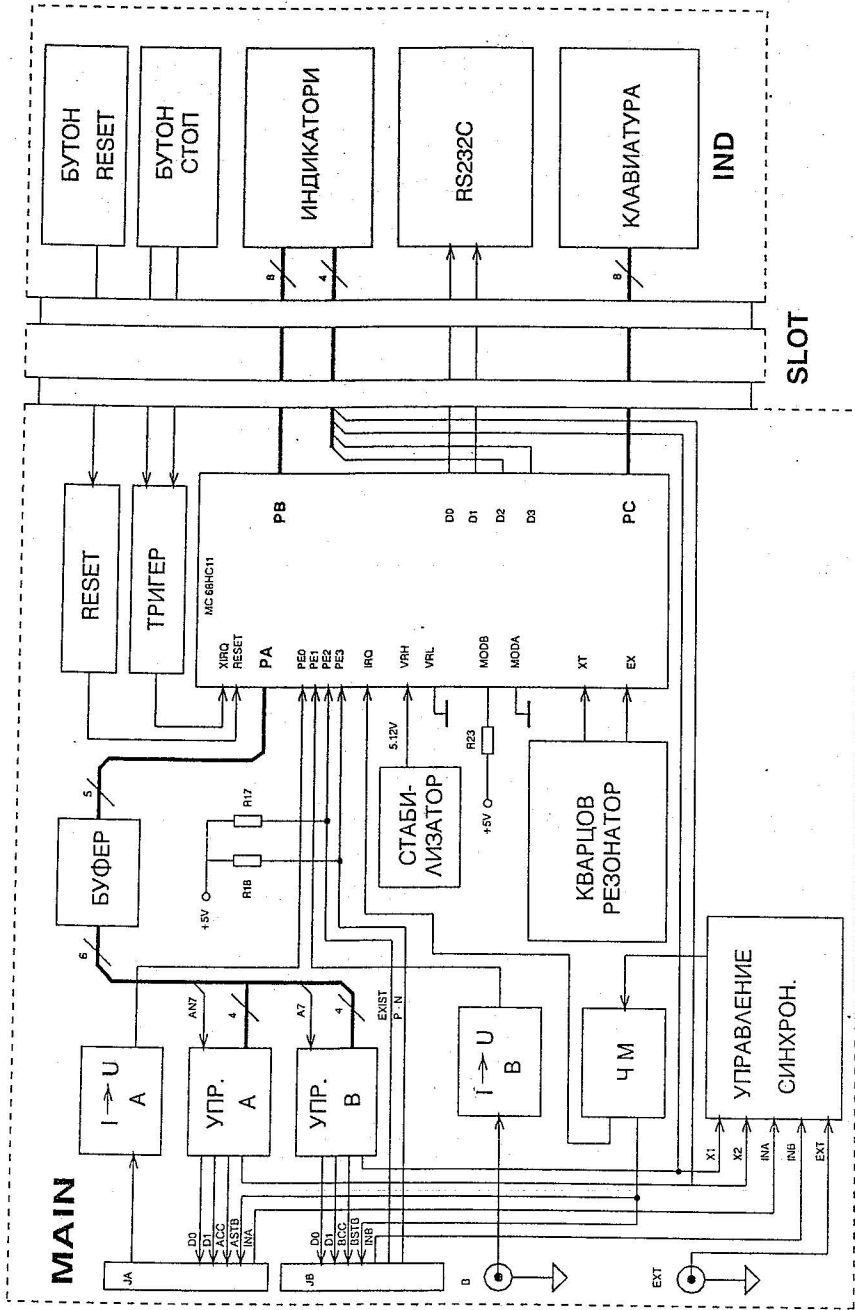 MAIN
БУТОН
RESET
БУТОН
СТОП
ИНДИКАТОРИ
RS232C
КЛАВИАТУРА
IND
8
4
8
SLOT
RESET
ТРИГЕР
MC 68HC11
XIRQ
RESET
PA
PE0
PE1
PE2
PE3
IRQ
VRH
VRL
MODB
MODA
XT
EX
PB
D0
D1
D2
D3
PC
БУФЕР
5
6
+5V
R18
R17
5.12V
СТАБИ-
ЛИЗАТОР
+5V
R23
КВАРЦОВ
РЕЗОНАТОР
I → U
A
AN7
4
УПР.
A
A7
4
УПР.
B
EXIST
P - N
I → U
B
Ч М
УПРАВЛЕНИЕ
СИНХРОН.
X1
X2
INA
INB
EXT
JA
D0
D1
ACC
ASTB
INA
JB
D0
D1
BCC
BSTB
INB
B
EXT